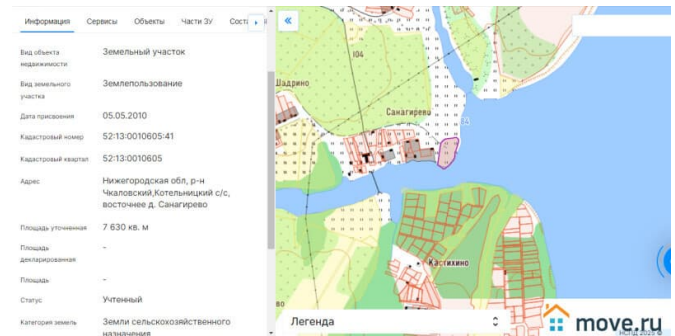 Информация Сервисы Объекты Части ЗУ
Вид объекта
недвижимости
Земельный участок
Вид земельного
участка
Землепользование
Дата присвоения
05.05.2010
Кадастровый номер
52:13:0010605:41
Кадастровый квартал
52:13:0010605
Адрес
Нижегородская обл, р-н
Чкаловский,Котельницкий с/с,
восточнее д. Санагирево
Площадь уточненная
7 630 кв. м
Площадь
декларированная
-
Площадь
-
Статус
Учтенный
Категория земель
Земли сельскохозяйственного
назначения
104
Шадрино
Санагирево
Кастихино
во
Легенда
move.ru